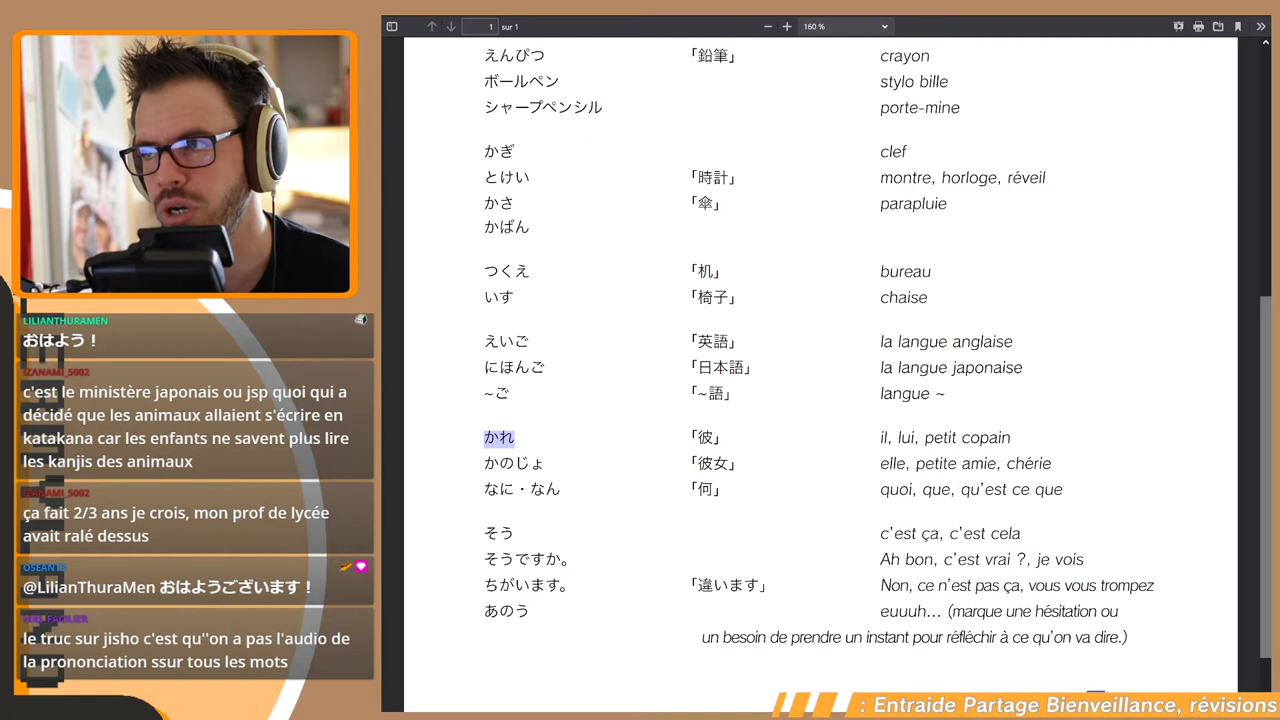 LILIANTHURAMEN
おはよう！
IZANAMI_5002
c'est le ministère japonais ou jsp quoi qui a
décidé que les animaux allaient s'écrire en
katakana car les enfants ne savent plus lire
les kanjis des animaux
IZANAMI_5002
ça fait 2/3 ans je crois, mon prof de lycée
avait ralé dessus
@LilianThuraMen おはようございます！
le truc sur jisho c'est qu''on a pas l'audio de
la prononciation ssur tous les mots
1 sur 1
160 %
えんぴつ 「鉛筆」 crayon
ボールペン stylo bille
シャープペンシル porte-mine
かぎ clef
とけい 「時計」 montre, horloge, réveil
かさ 「傘」 parapluie
かばん
つくえ 「机」 bureau
いす 「椅子」 chaise
えいご 「英語」 la langue anglaise
にほんご 「日本語」 la langue japonaise
~ご 「~語」 langue ~
かれ 「彼」 il, lui, petit copain
かのじょ 「彼女」 elle, petite amie, chérie
なに・なん 「何」 quoi, que, qu'est ce que
そう c'est ça, c'est cela
そうですか。 Ah bon, c'est vrai ?, je vois
ちがいます。 「違います」 Non, ce n'est pas ça, vous vous trompez
あのう euuuh… (marque une hésitation ou
un besoin de prendre un instant pour réfléchir à ce qu'on va dire.)
: Entraide Partage Bienveillance, révisions